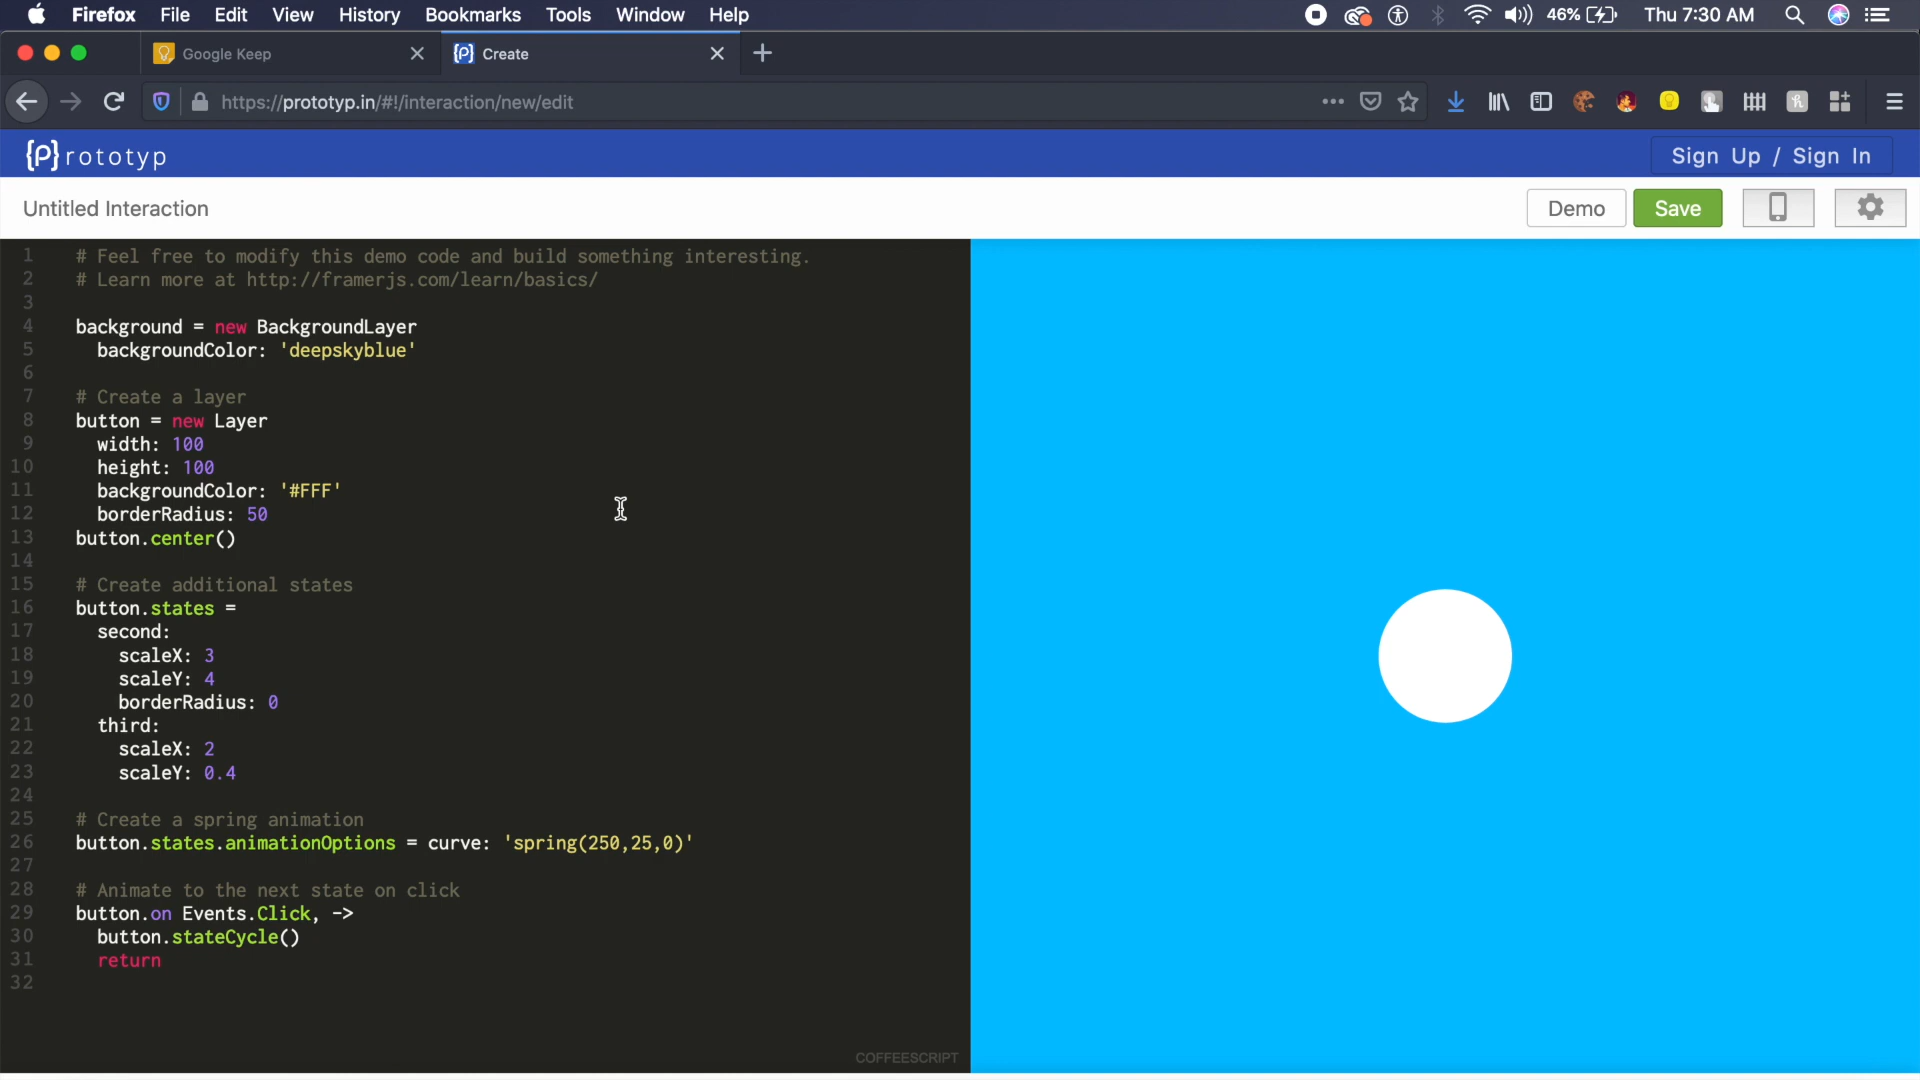 Firefox File Edit View History Bookmarks Tools Window Help 46% Thu 7:30 AM
Google Keep Create
https://prototyp.in/#!/interaction/new/edit
{P}rototyp Sign Up / Sign In
Untitled Interaction Demo Save
1 # Feel free to modify this demo code and build something interesting.
2 # Learn more at http://framerjs.com/learn/basics/
3
4 background = new BackgroundLayer
5 backgroundColor: 'deepskyblue'
6
7 # Create a layer
8 button = new Layer
9 width: 100
10 height: 100
11 backgroundColor: '#FFF'
12 borderRadius: 50
13 button.center()
14
15 # Create additional states
16 button.states =
17 second:
18 scaleX: 3
19 scaleY: 4
20 borderRadius: 0
21 third:
22 scaleX: 2
23 scaleY: 0.4
24
25 # Create a spring animation
26 button.states.animationOptions = curve: 'spring(250,25,0)'
27
28 # Animate to the next state on click
29 button.on Events.Click, ->
30 button.stateCycle()
31 return
32
COFFEESCRIPT